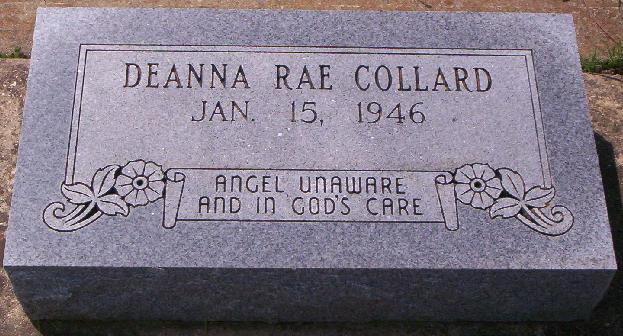 DEANNA RAE COLLARD
JAN. 15, 1946
ANGEL UNAWARE
AND IN GOD'S CARE